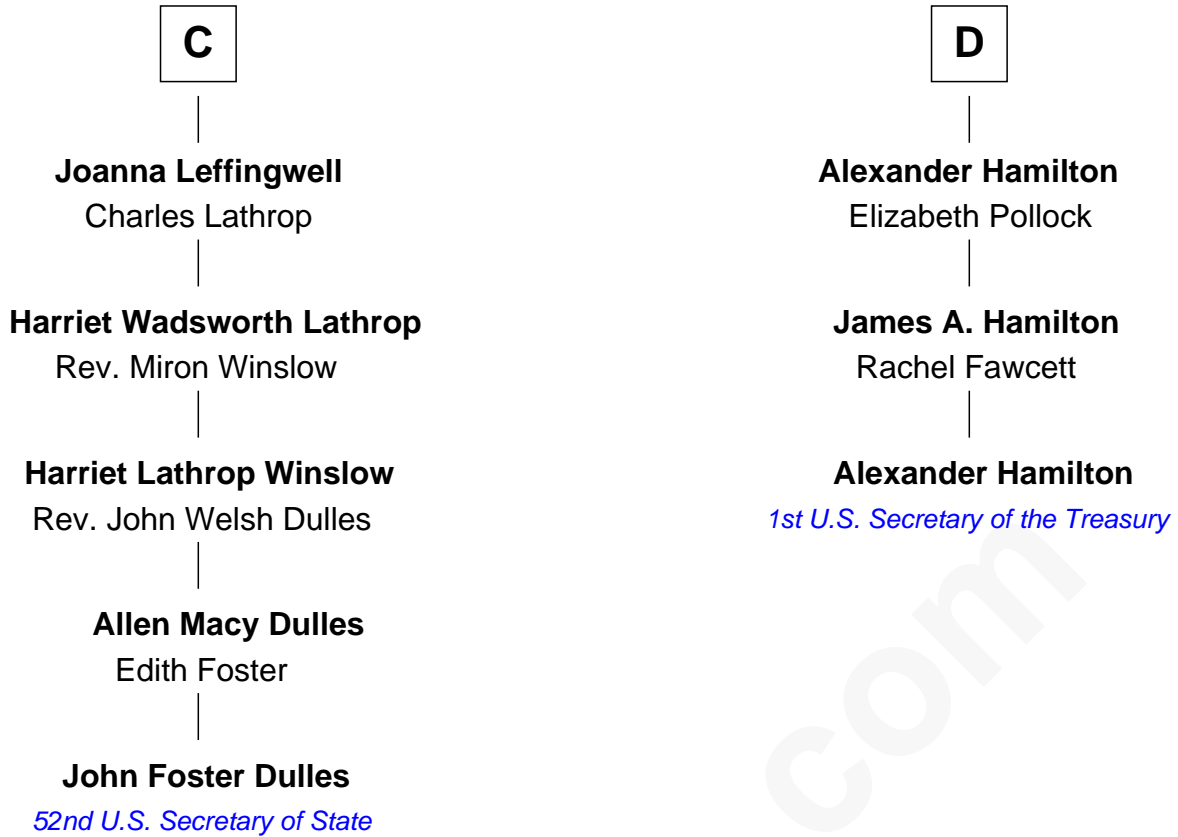 C
Joanna Leffingwell
Charles Lathrop
Harriet Wadsworth Lathrop
Rev. Miron Winslow
Harriet Lathrop Winslow
Rev. John Welsh Dulles
Allen Macy Dulles
Edith Foster
John Foster Dulles
52nd U.S. Secretary of State
D
Alexander Hamilton
Elizabeth Pollock
James A. Hamilton
Rachel Fawcett
Alexander Hamilton
1st U.S. Secretary of the Treasury
com